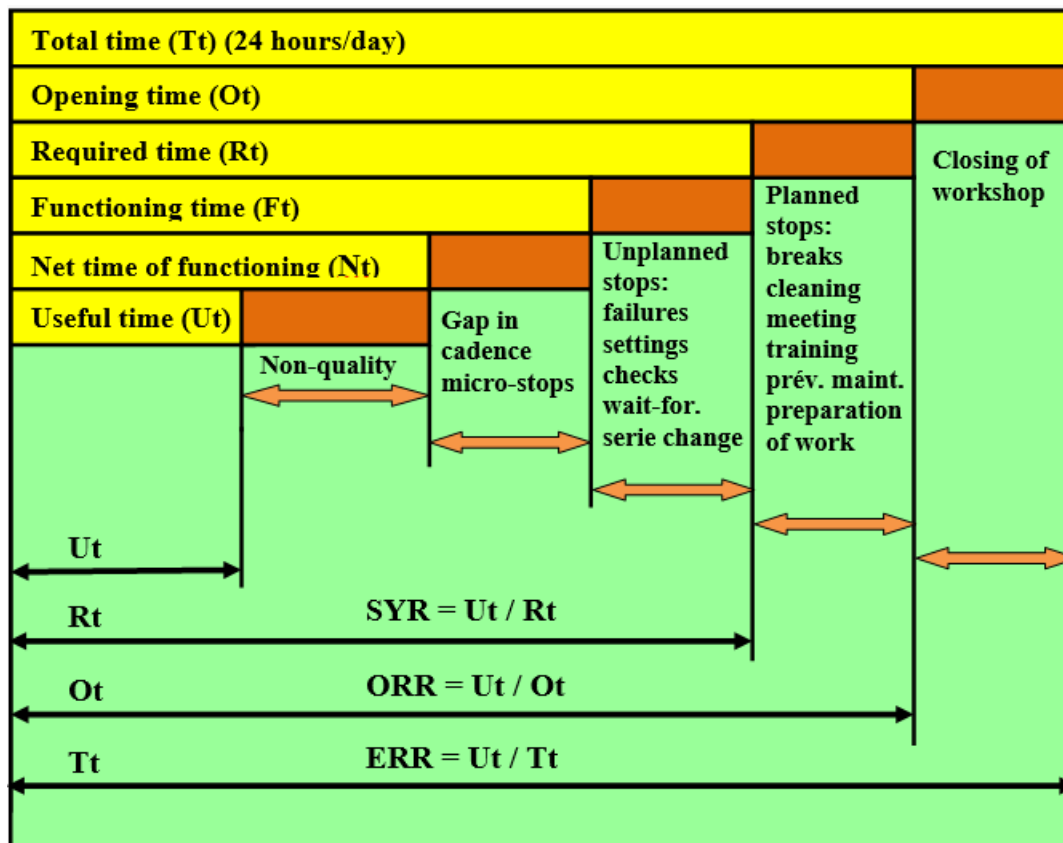 Total time (Tt) (24 hours/day)
Opening time (Ot)
Required time (Rt)
Functioning time (Ft)
Net time of functioning (Nt)
Useful time (Ut)
Non-quality
Gap in
cadence
micro-stops
Unplanned
stops:
failures
settings
checks
wait-for.
serie change
Planned
stops:
breaks
cleaning
meeting
training
prév. maint.
preparation
of work
Closing of
workshop
Ut
Rt
SYR = Ut / Rt
Ot
ORR = Ut / Ot
Tt
ERR = Ut / Tt